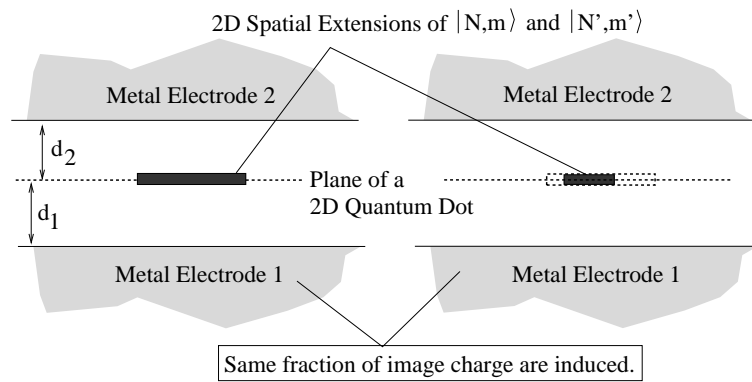 2D Spatial Extensions of |N,m⟩ and |N',m'⟩
Metal Electrode 2
Metal Electrode 2
d2
Plane of a
2D Quantum Dot
d1
Metal Electrode 1
Metal Electrode 1
Same fraction of image charge are induced.